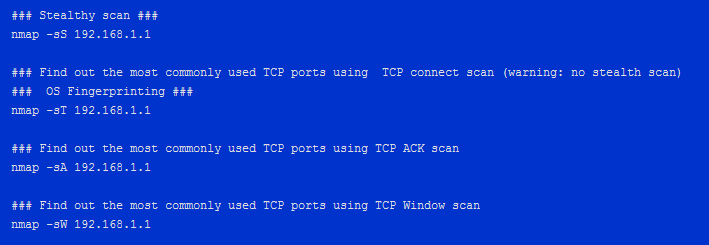 ### Stealthy scan ###
nmap -sS 192.168.1.1
### Find out the most commonly used TCP ports using  TCP connect scan (warning: no stealth scan)
###  OS Fingerprinting ###
nmap -sT 192.168.1.1
### Find out the most commonly used TCP ports using TCP ACK scan
nmap -sA 192.168.1.1
### Find out the most commonly used TCP ports using TCP Window scan
nmap -sW 192.168.1.1